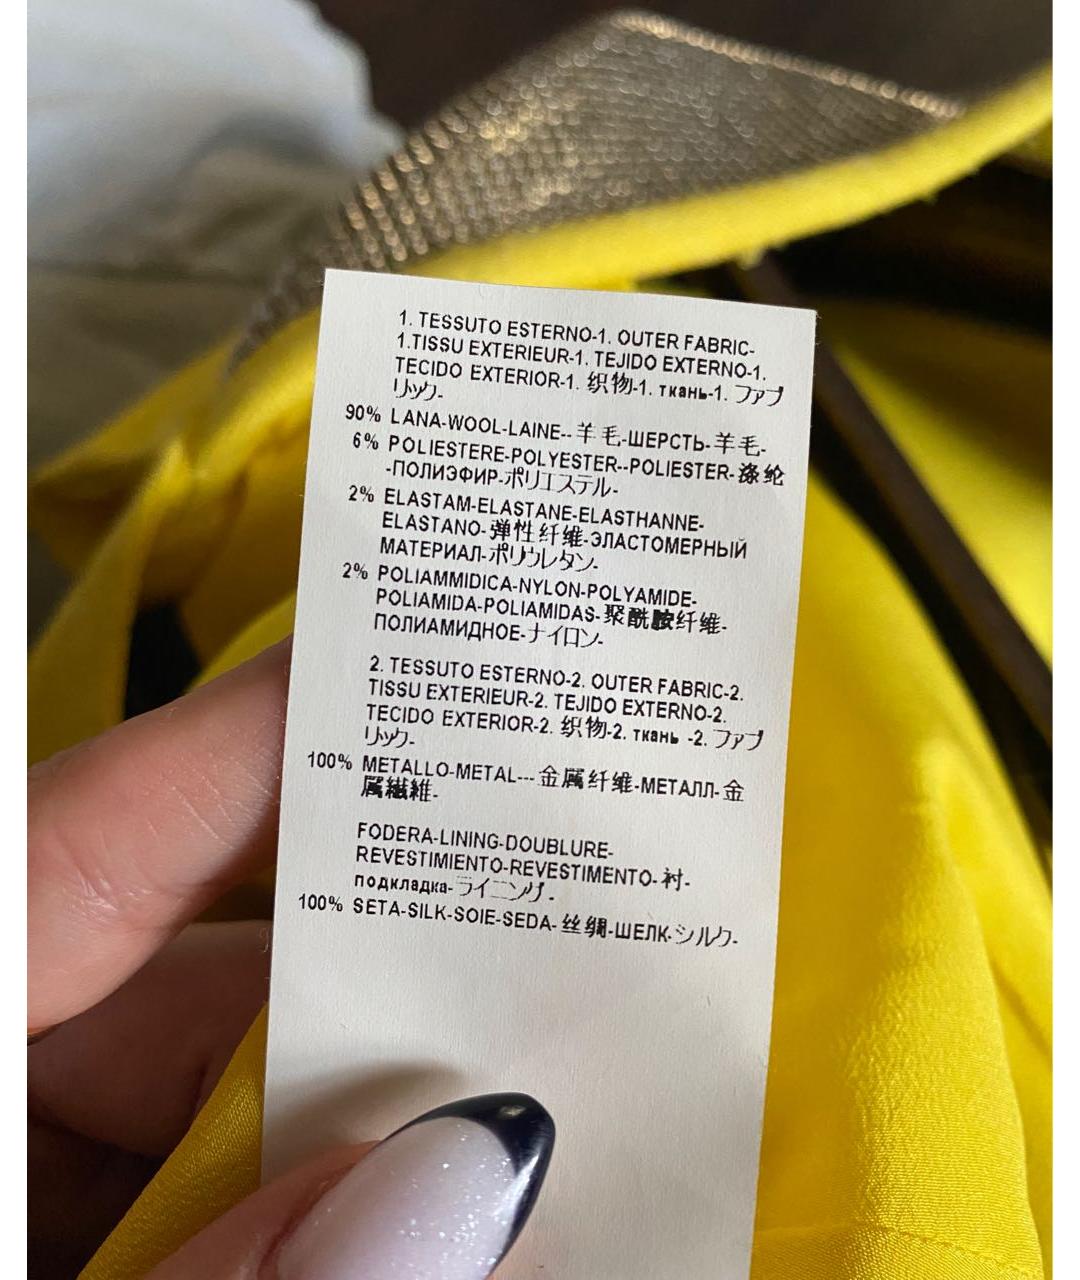 1. TESSUTO ESTERNO-1. OUTER FABRIC-
1.TISSU EXTERIEUR-1. TEJIDO EXTERNO-1.
TECIDO EXTERIOR-1. 织物-1. ткань-1. ファブ
リック-
90% LANA-WOOL-LAINE--羊毛-ШЕРСТЬ-羊毛-
6% POLIESTERE-POLYESTER--POLIESTER-涤纶
-ПОЛИЭФИР-ポリエステル-
2% ELASTAM-ELASTANE-ELASTHANNE-
ELASTANO-弹性纤维-ЭЛАСТОМЕРНЫЙ
МАТЕРИАЛ-ポリウレタン-
2% POLIAMMIDICA-NYLON-POLYAMIDE-
POLIAMIDA-POLIAMIDAS-聚酰胺纤维-
ПОЛИАМИДНОЕ-ナイロン-
2. TESSUTO ESTERNO-2. OUTER FABRIC-2.
TISSU EXTERIEUR-2. TEJIDO EXTERNO-2.
TECIDO EXTERIOR-2. 织物-2. ткань -2. ファブ
リック-
100% METALLO-METAL---金属纤维-МЕТАЛЛ-金
属繊維-
FODERA-LINING-DOUBLURE-
REVESTIMIENTO-REVESTIMENTO-衬-
подкладка-ライニング-
100% SETA-SILK-SOIE-SEDA-丝绸-ШЕЛК-シルク-